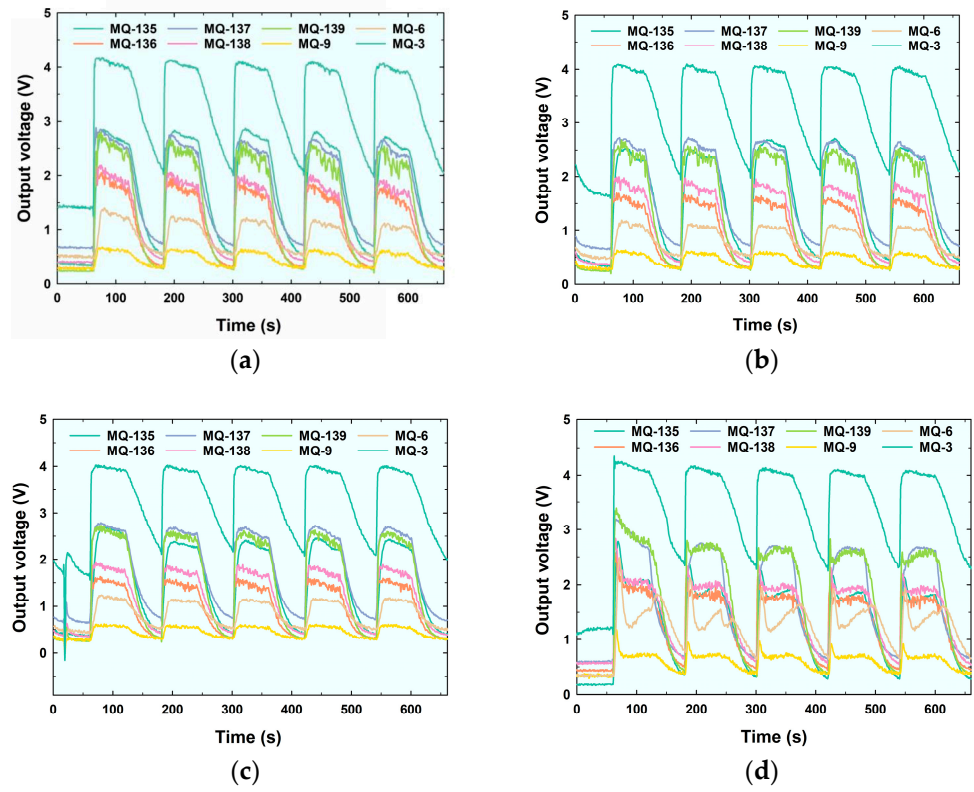 5
4
3
2
1
0
Output voltage (V)
MQ-135 MQ-137 MQ-139 MQ-6
MQ-136 MQ-138 MQ-9 MQ-3
0 100 200 300 400 500 600
Time (s)
(a)
5
4
3
2
1
0
Output voltage (V)
MQ-135 MQ-137 MQ-139 MQ-6
MQ-136 MQ-138 MQ-9 MQ-3
0 100 200 300 400 500 600
Time (s)
(b)
5
4
3
2
1
0
Output voltage (V)
MQ-135 MQ-137 MQ-139 MQ-6
MQ-136 MQ-138 MQ-9 MQ-3
0 100 200 300 400 500 600
Time (s)
(c)
5
4
3
2
1
0
Output voltage (V)
MQ-135 MQ-137 MQ-139 MQ-6
MQ-136 MQ-138 MQ-9 MQ-3
0 100 200 300 400 500 600
Time (s)
(d)